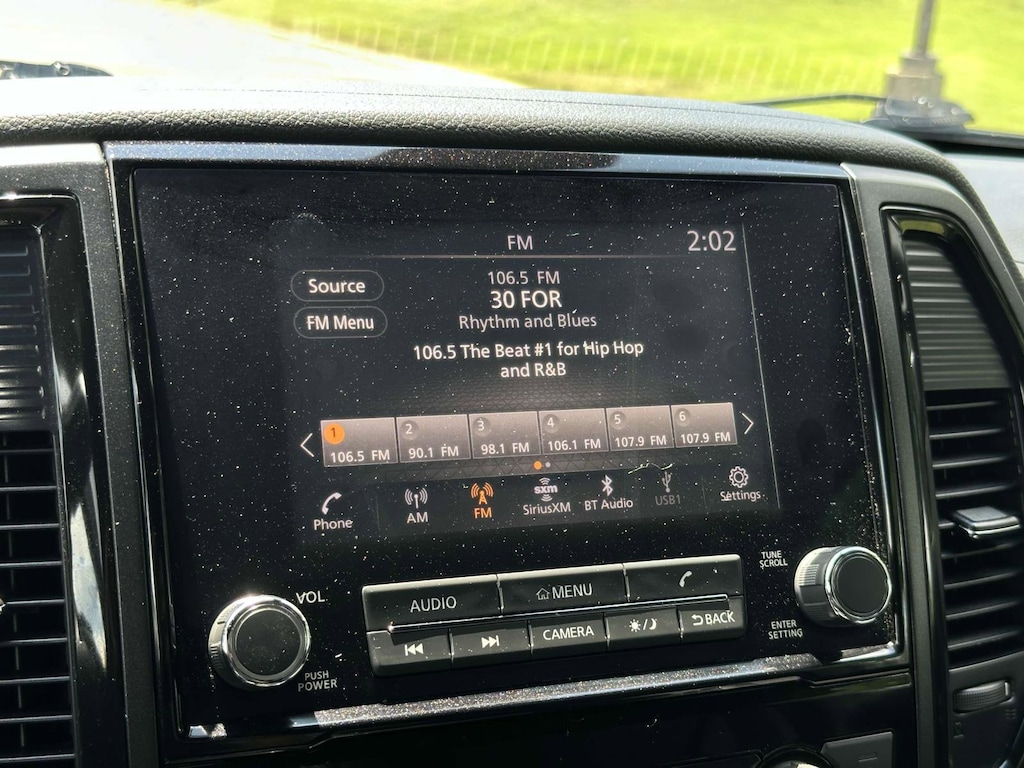 FM
2:02
Source
FM Menu
106.5 FM
30 FOR
Rhythm and Blues
106.5 The Beat #1 for Hip Hop
and R&B
1
106.5 FM
2
90.1 FM
3
98.1 FM
4
106.1 FM
5
107.9 FM
6
107.9 FM
Phone
AM
FM
sxm
SiriusXM
BT Audio
USB1
Settings
VOL
PUSH
POWER
AUDIO
MENU
CAMERA
BACK
TUNE
SCROLL
ENTER
SETTING